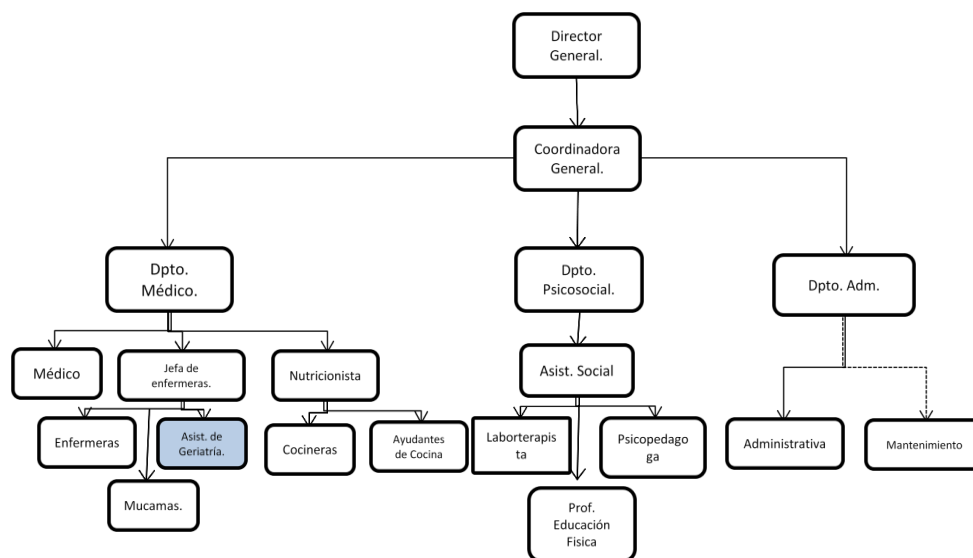 Director
General.
Coordinadora
General.
Dpto.
Médico.
Dpto.
Psicosocial.
Dpto. Adm.
Médico
Jefa de
enfermeras.
Nutricionista
Asist. Social
Enfermeras
Asist. de
Geriatría.
Cocineras
Ayudantes
de Cocina
Laborterapis
ta
Psicopedago
ga
Administrativa
Mantenimiento
Mucamas.
Prof.
Educación
Fisica